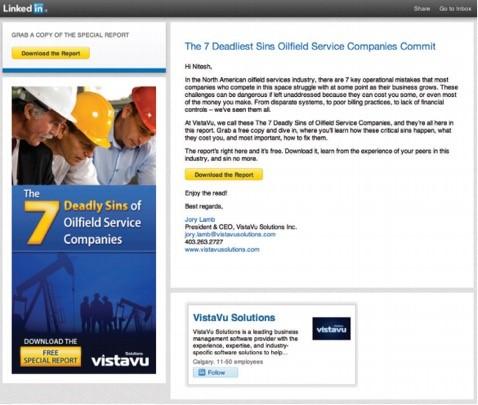 Linked in
Share Go to Inbox
GRAB A COPY OF THE SPECIAL REPORT
Download the Report
The
7
Deadly Sins of
Oilfield Service
Companies
DOWNLOAD THE
FREE
SPECIAL REPORT
vistavu
Solutions
The 7 Deadliest Sins Oilfield Service Companies Commit
Hi Nitesh,
In the North American oilfield services industry, there are 7 key operational mistakes that most
companies who compete in this space struggle with at some point as their business grows. These
challenges can be dangerous if left unaddressed because they can cost you some, or even most
of the money you make. From disparate systems, to poor billing practices, to lack of financial
controls – we've seen them all.
At VistaVu, we call these The 7 Deadly Sins of Oilfield Service Companies, and they're all here in
this report. Grab a free copy and dive in, where you'll learn how these critical sins happen, what
they cost you, and most importantly, how to fix them.
The report's right here and it's free. Download it, learn from the experience of your peers in this
industry, and sin no more.
Download the Report
Enjoy the read!
Best regards,
Jory Lamb
President & CEO, VistaVu Solutions Inc.
jory.lamb@vistavusolutions.com
403.263.2727
www.vistavusolutions.com
VistaVu Solutions
VistaVu Solutions is a leading business
management software provider with the
experience, expertise, and industry-
specific software solutions to help...
Calgary, 11-50 employees
in Follow
vistavu